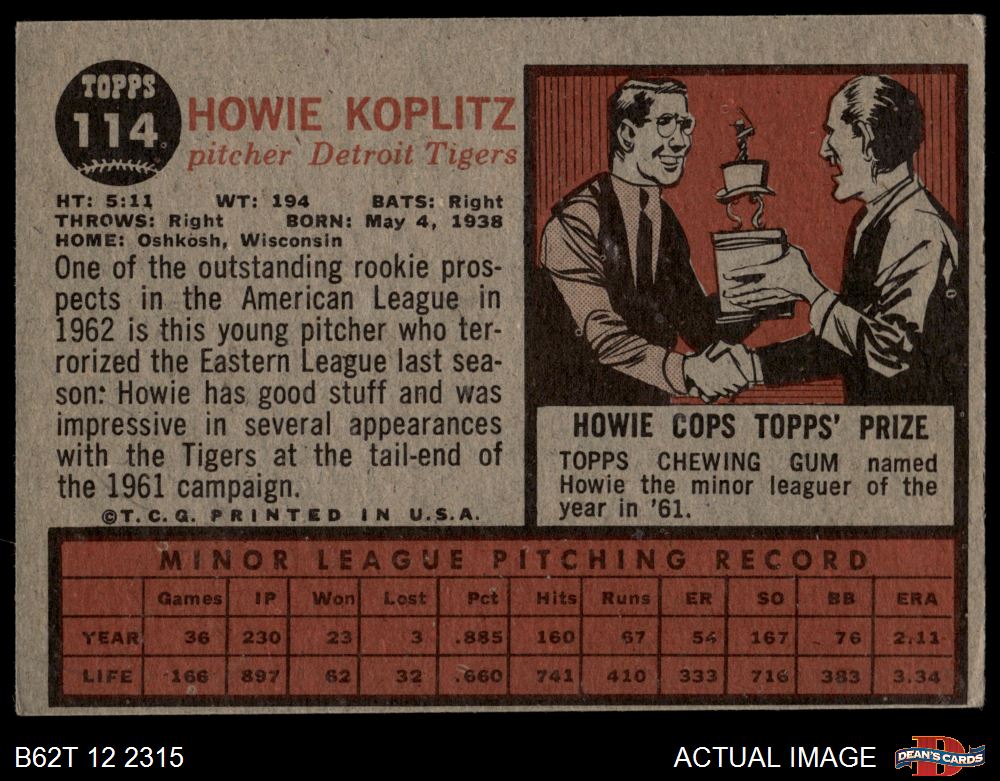 TOPPS
114
HOWIE KOPLITZ
pitcher Detroit Tigers
HT: 5:11 WT: 194 BATS: Right
THROWS: Right BORN: May 4, 1938
HOME: Oshkosh, Wisconsin
One of the outstanding rookie pros-
pects in the American League in
1962 is this young pitcher who ter-
rorized the Eastern League last sea-
son: Howie has good stuff and was
impressive in several appearances
with the Tigers at the tail-end of
the 1961 campaign.
©T.C.G. PRINTED IN U.S.A.
HOWIE COPS TOPPS' PRIZE
TOPPS CHEWING GUM named
Howie the minor leaguer of the
year in '61.
MINOR LEAGUE PITCHING RECORD
Games IP Won Lost Pct Hits Runs ER SO BB ERA
YEAR 36 230 23 3 .885 160 67 54 167 76 2.11
LIFE 166 897 62 32 .660 741 410 333 716 383 3.34
B62T 12 2315
ACTUAL IMAGE
DEAN'S CARDS